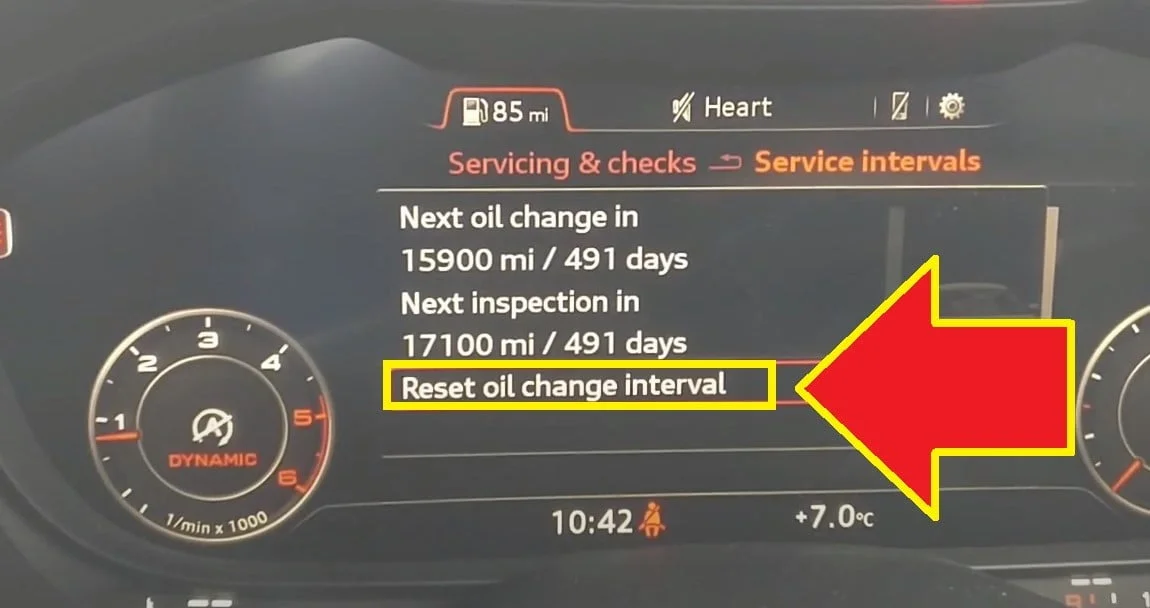 85 mi
Heart
Servicing & checks Service intervals
Next oil change in
15900 mi / 491 days
Next inspection in
17100 mi / 491 days
Reset oil change interval
1 2 3 4 5 6
DYNAMIC
1/min x 1000
10:42
+7.0°C